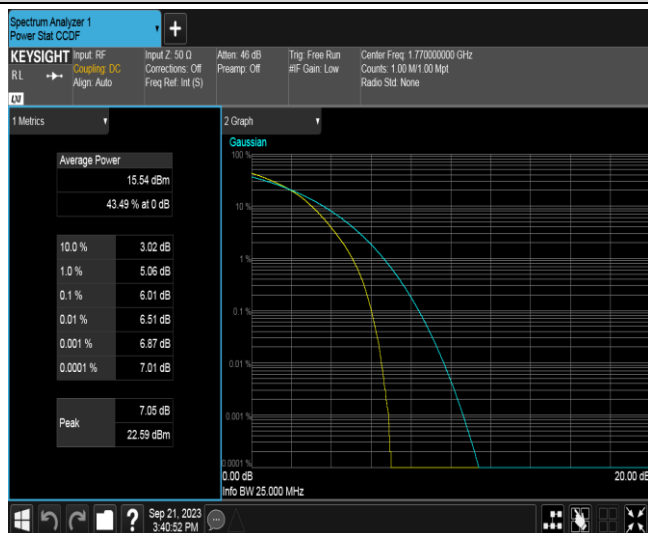 Spectrum Analyzer 1
Power Stat CCDF
+
KEYSIGHT
RL
LXI
Input: RF
Coupling: DC
Align: Auto
Input Z: 50 Ω
Corrections: Off
Freq Ref: Int (S)
Atten: 46 dB
Preamp: Off
Trig: Free Run
#IF Gain: Low
Center Freq: 1.770000000 GHz
Counts: 1.00 M/1.00 Mpt
Radio Std: None
1 Metrics
Average Power
15.54 dBm
43.49 % at 0 dB
10.0 % 3.02 dB
1.0 % 5.06 dB
0.1 % 6.01 dB
0.01 % 6.51 dB
0.001 % 6.87 dB
0.0001 % 7.01 dB
Peak
7.05 dB
22.59 dBm
2 Graph
Gaussian
100 %
10 %
1 %
0.1 %
0.01 %
0.001 %
0.0001 %
0.00 dB
20.00 dB
Info BW 25.000 MHz
?
Sep 21, 2023
3:40:52 PM